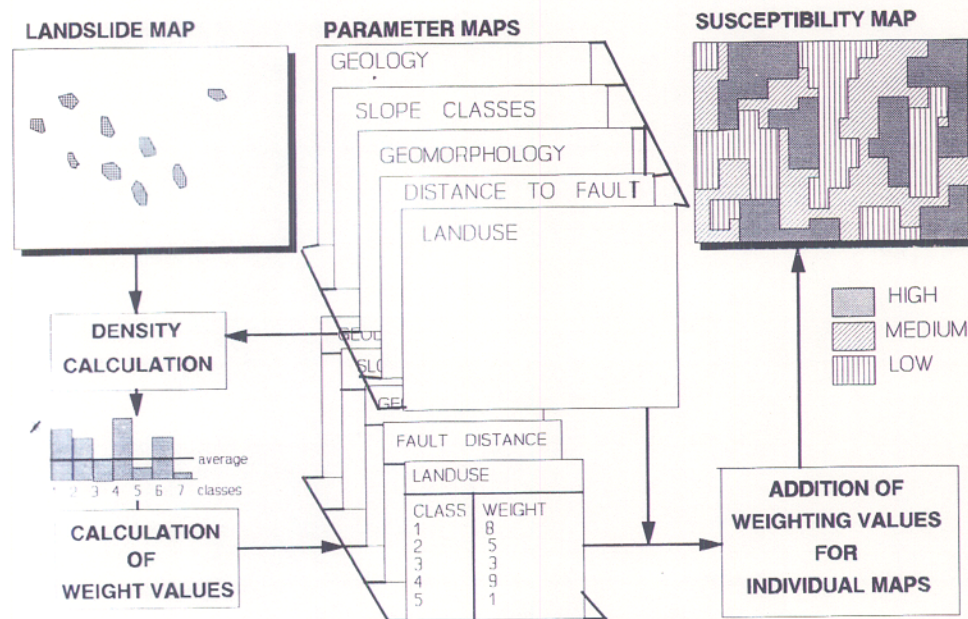 LANDSLIDE MAP
PARAMETER MAPS
SUSCEPTIBILITY MAP
GEOLOGY
SLOPE CLASSES
GEOMORPHOLOGY
DISTANCE TO FAULT
LANDUSE
HIGH
MEDIUM
LOW
DENSITY
CALCULATION
average
1 2 3 4 5 6 7 classes
CALCULATION
OF
WEIGHT VALUES
FAULT DISTANCE
LANDUSE
CLASS WEIGHT
1 8
2 5
3 3
4 9
5 1
ADDITION OF
WEIGHTING VALUES
FOR
INDIVIDUAL MAPS